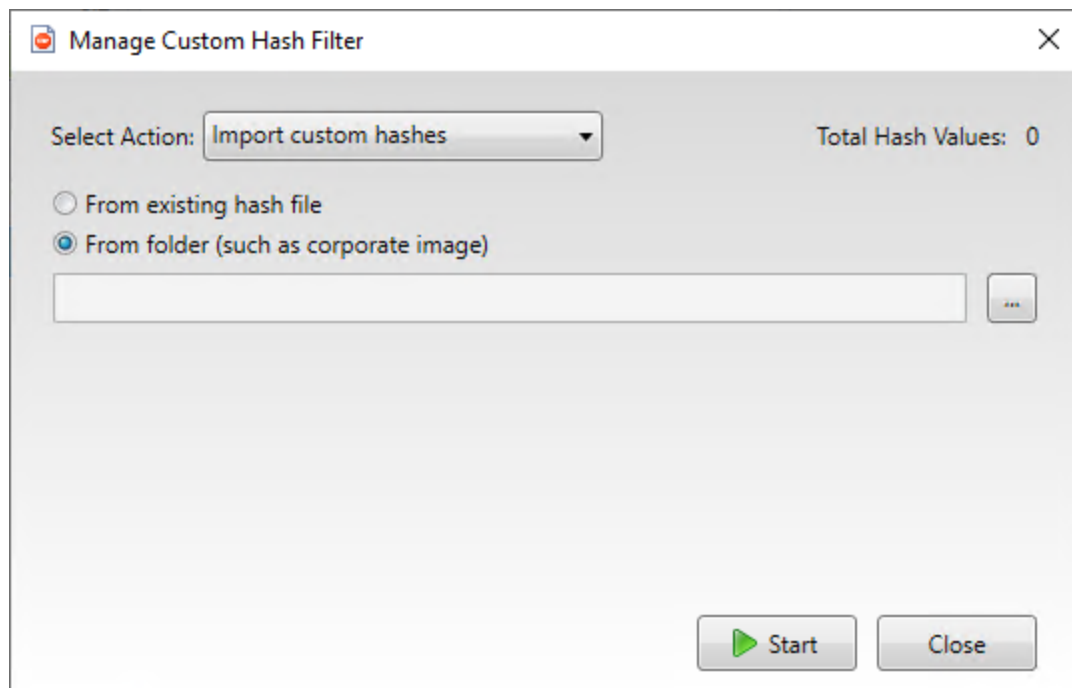 Manage Custom Hash Filter
Select Action: Import custom hashes Total Hash Values: 0
From existing hash file
From folder (such as corporate image)
...
Start Close